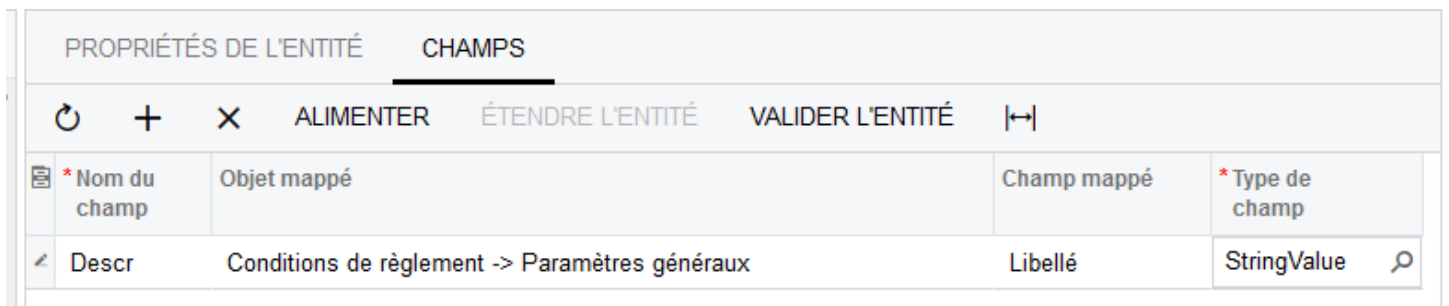 PROPRIÉTÉS DE L'ENTITÉ CHAMPS
ALIMENTER ÉTENDRE L'ENTITÉ VALIDER L'ENTITÉ
* Nom du champ Objet mappé Champ mappé * Type de champ
Descr Conditions de règlement -> Paramètres généraux Libellé StringValue